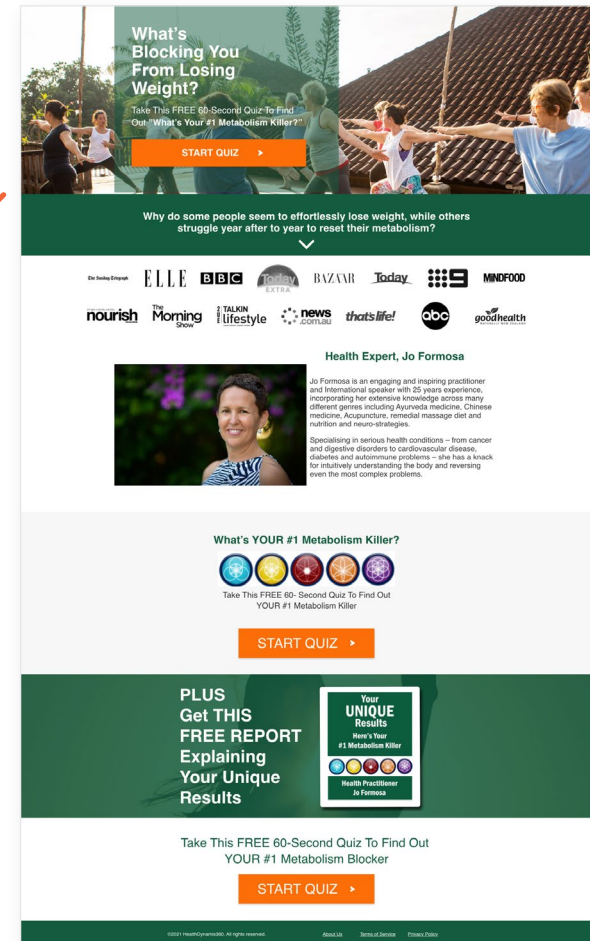 What's
Blocking You
From Losing
Weight?
Take This FREE 60-Second Quiz To Find
Out "What's Your #1 Metabolism Killer?"
START QUIZ >
Why do some people seem to effortlessly lose weight, while others
struggle year after to year to reset their metabolism?
The Sunday Telegraph ELLE BBC Today EXTRA BAZAAR Today 9 MiNDFOOD
nourish The Morning Show TALKIN lifestyle news .com.au that's life! abc goodhealth
Health Expert, Jo Formosa
Jo Formosa is an engaging and inspiring practitioner
and International speaker with 25 years experience,
incorporating her extensive knowledge across many
different genres including Ayurveda medicine, Chinese
medicine, Acupuncture, remedial massage diet and
nutrition and neuro-strategies.
Specialising in serious health conditions – from cancer
and digestive disorders to cardiovascular disease,
diabetes and autoimmune problems – she has a knack
for intuitively understanding the body and reversing
even the most complex problems.
What's YOUR #1 Metabolism Killer?
Take This FREE 60- Second Quiz To Find Out
YOUR #1 Metabolism Killer
START QUIZ >
PLUS
Get THIS
FREE REPORT
Explaining
Your Unique
Results
Your
UNIQUE
Results
Here's Your
#1 Metabolism Killer
Health Practitioner
Jo Formosa
Take This FREE 60-Second Quiz To Find Out
YOUR #1 Metabolism Blocker
START QUIZ >
©2021 HealthDynamis360. All rights reserved. About Us Terms of Service Privacy Policy